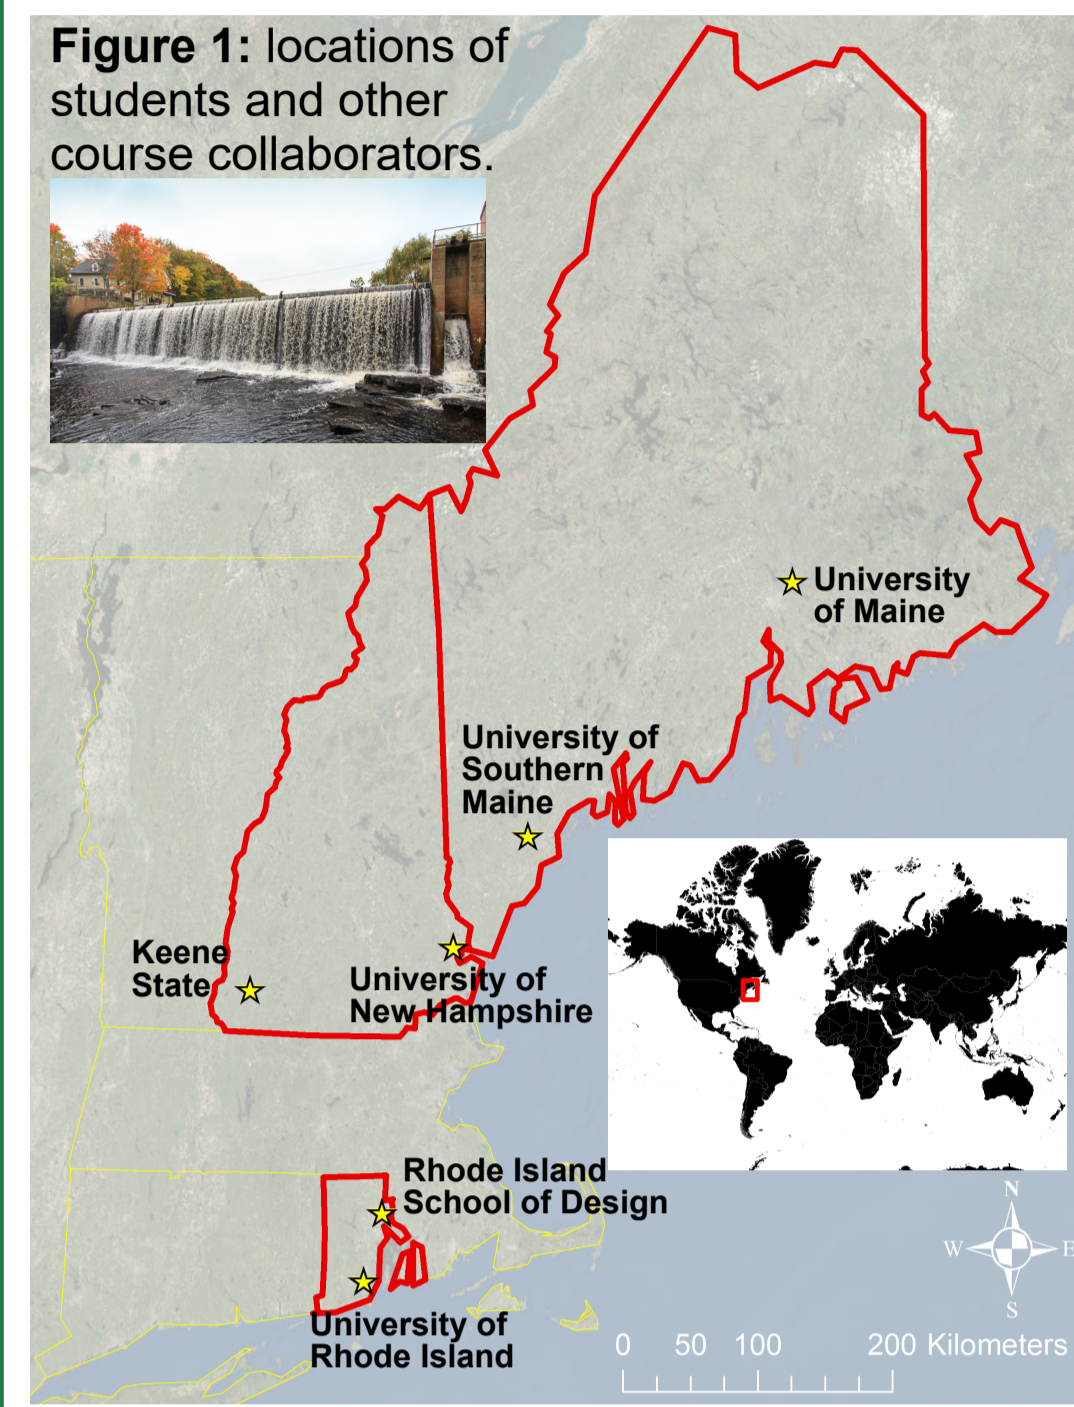 Figure 1: locations of
students and other
course collaborators.
University
of Maine
University of
Southern
Maine
Keene
State
University of
New Hampshire
Rhode Island
School of Design
University of
Rhode Island
N
W
E
S
0 50 100 200 Kilometers